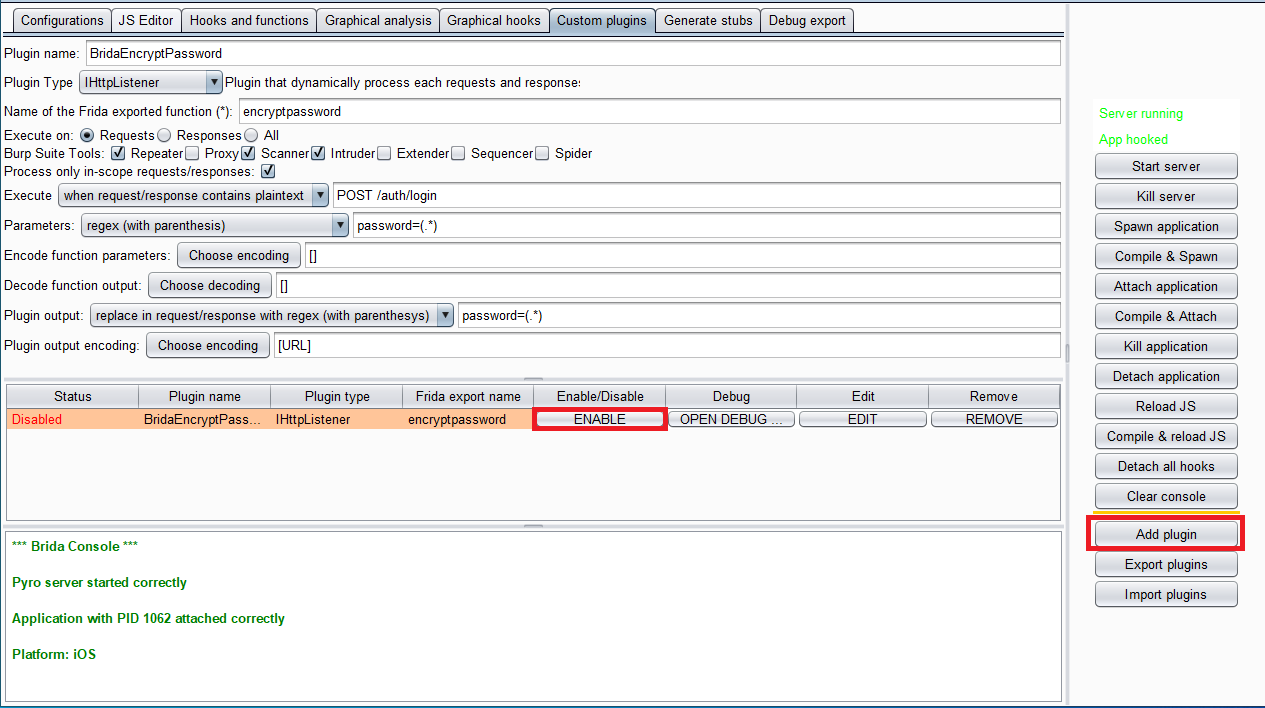 Configurations JS Editor Hooks and functions Graphical analysis Graphical hooks Custom plugins Generate stubs Debug export
Plugin name: BridaEncryptPassword
Plugin Type IHttpListener Plugin that dynamically process each requests and responses
Name of the Frida exported function (*): encryptpassword
Execute on: Requests Responses All
Burp Suite Tools: Repeater Proxy Scanner Intruder Extender Sequencer Spider
Process only in-scope requests/responses:
Execute when request/response contains plaintext POST /auth/login
Parameters: regex (with parenthesis) password=(.*)
Encode function parameters: Choose encoding []
Decode function output: Choose decoding []
Plugin output: replace in request/response with regex (with parenthesys) password=(.*)
Plugin output encoding: Choose encoding [URL]
Status Plugin name Plugin type Frida export name Enable/Disable Debug Edit Remove
Disabled BridaEncryptPass... IHttpListener encryptpassword ENABLE OPEN DEBUG ... EDIT REMOVE
*** Brida Console ***
Pyro server started correctly
Application with PID 1062 attached correctly
Platform: iOS
Server running
App hooked
Start server
Kill server
Spawn application
Compile & Spawn
Attach application
Compile & Attach
Kill application
Detach application
Reload JS
Compile & reload JS
Detach all hooks
Clear console
Add plugin
Export plugins
Import plugins